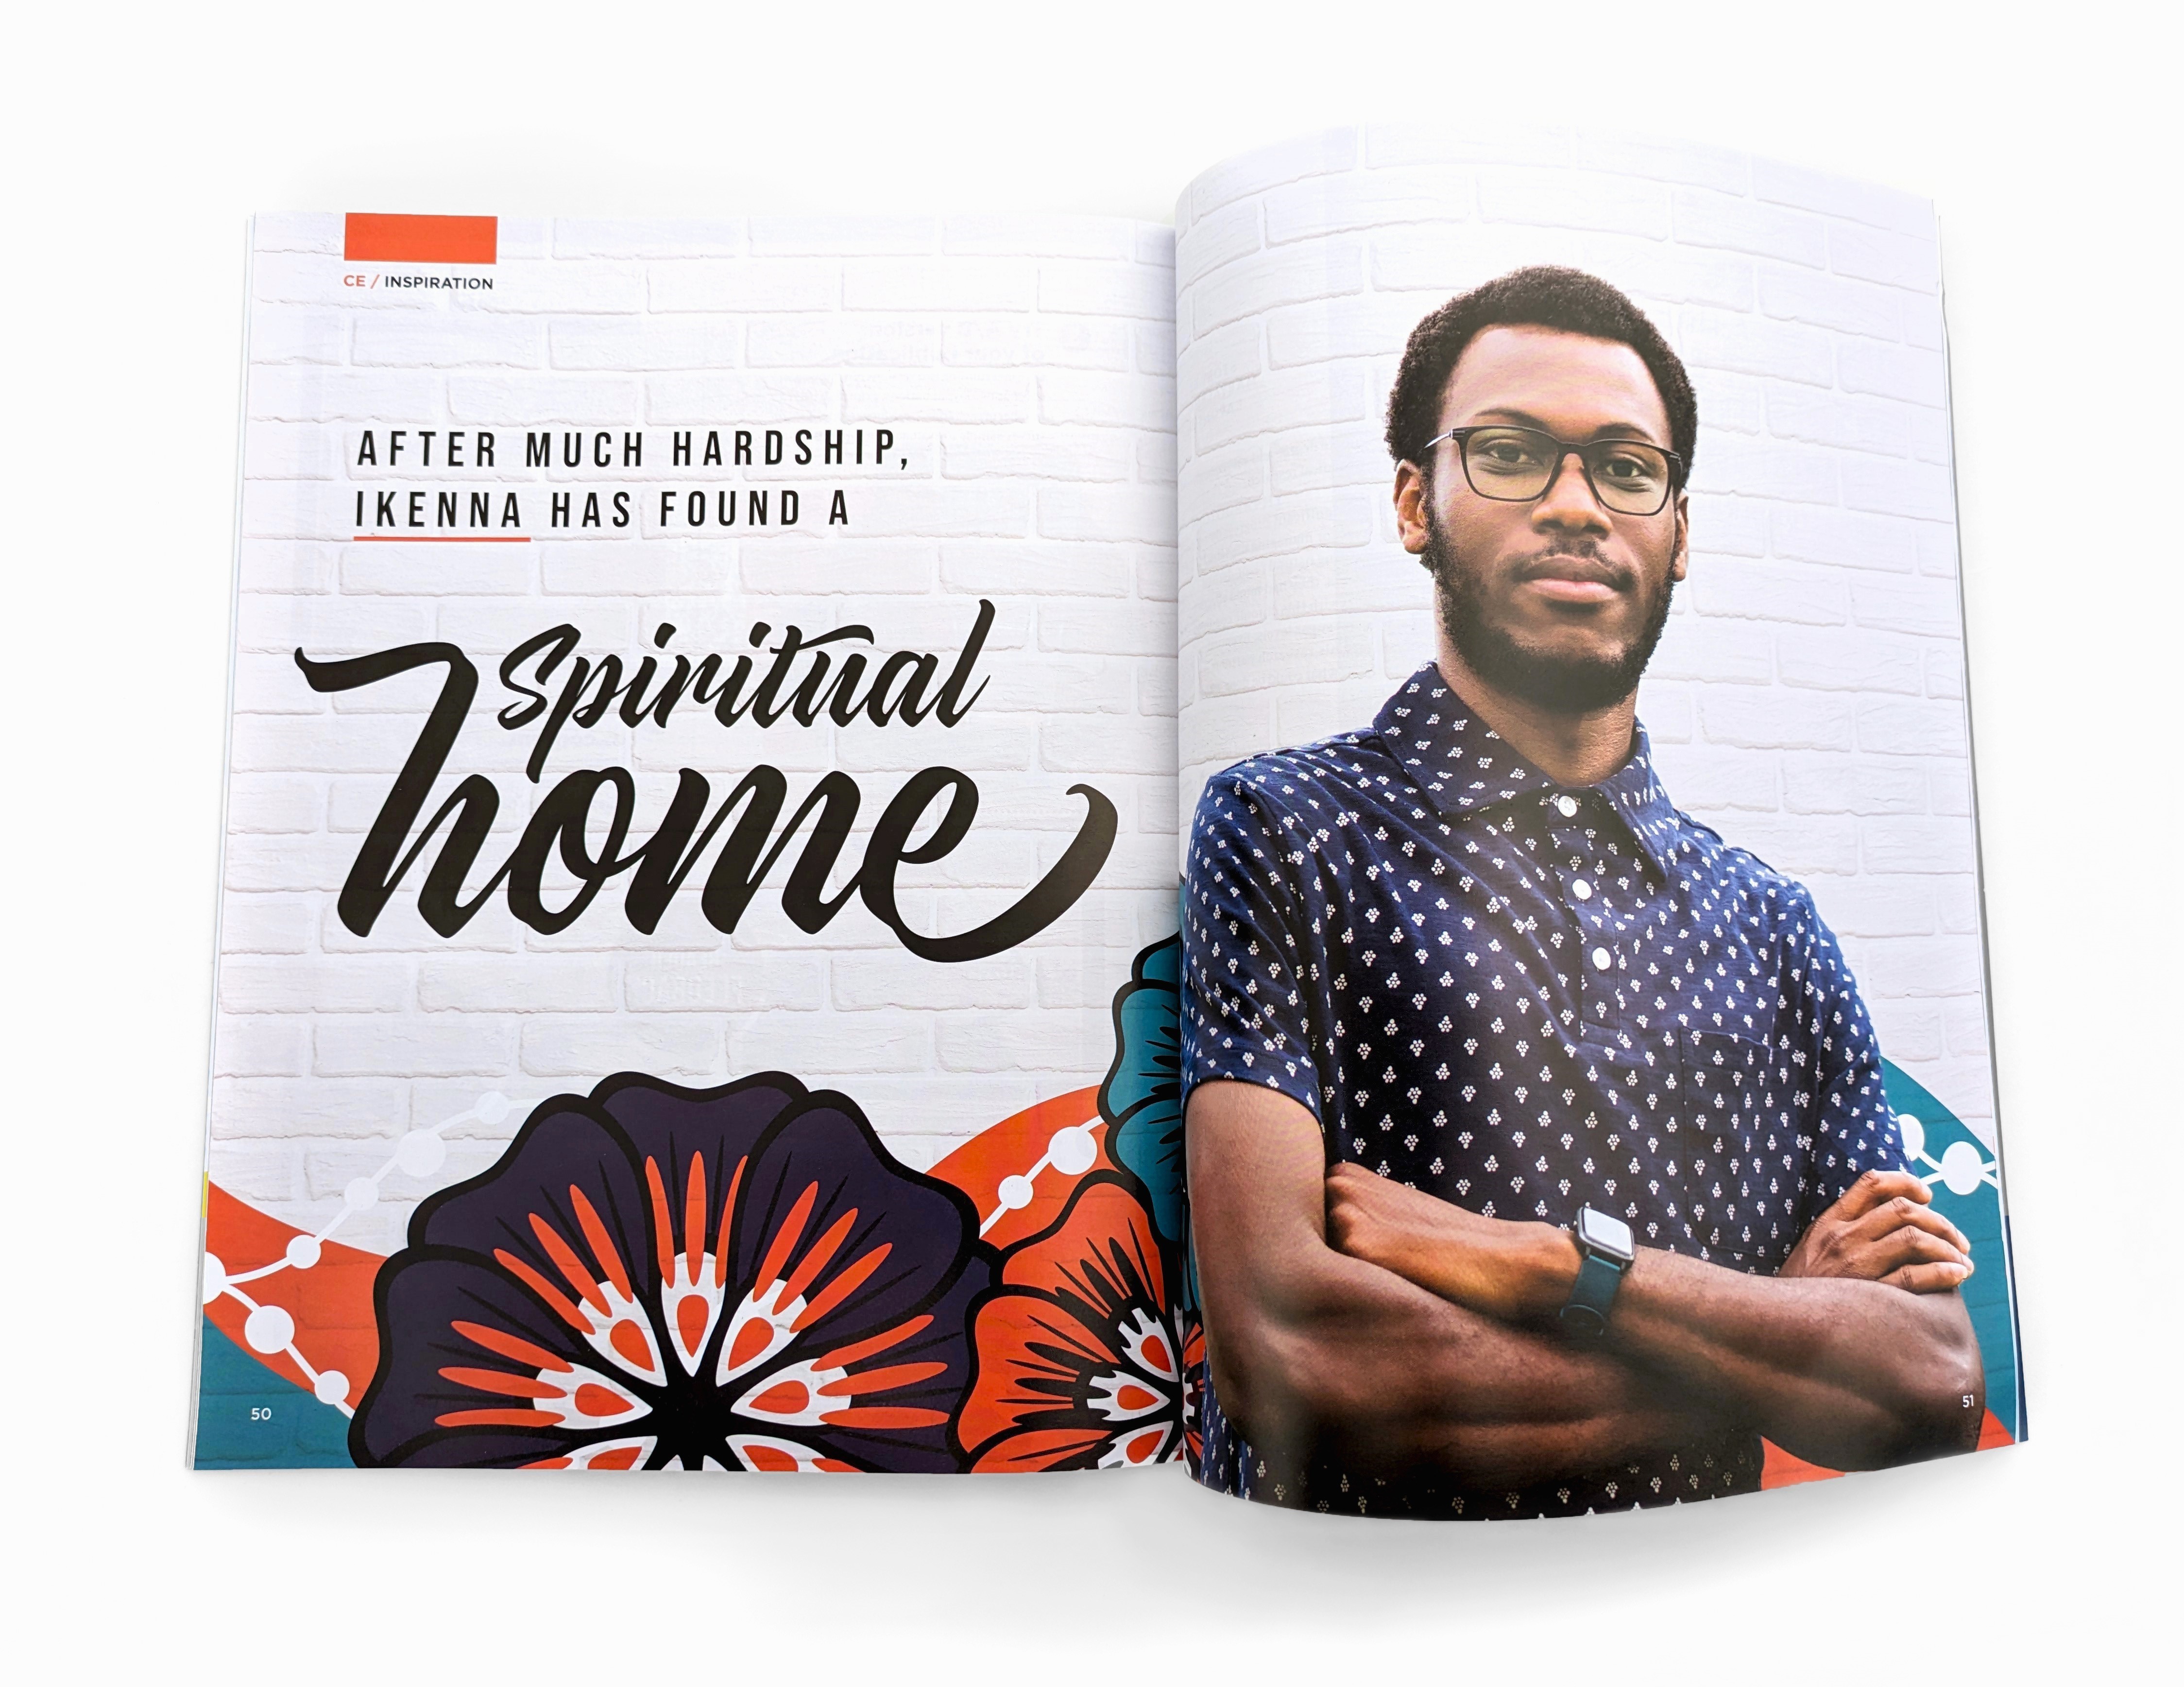 CE / INSPIRATION
AFTER MUCH HARDSHIP,
IKENNA HAS FOUND A
Spiritual
home
50
51